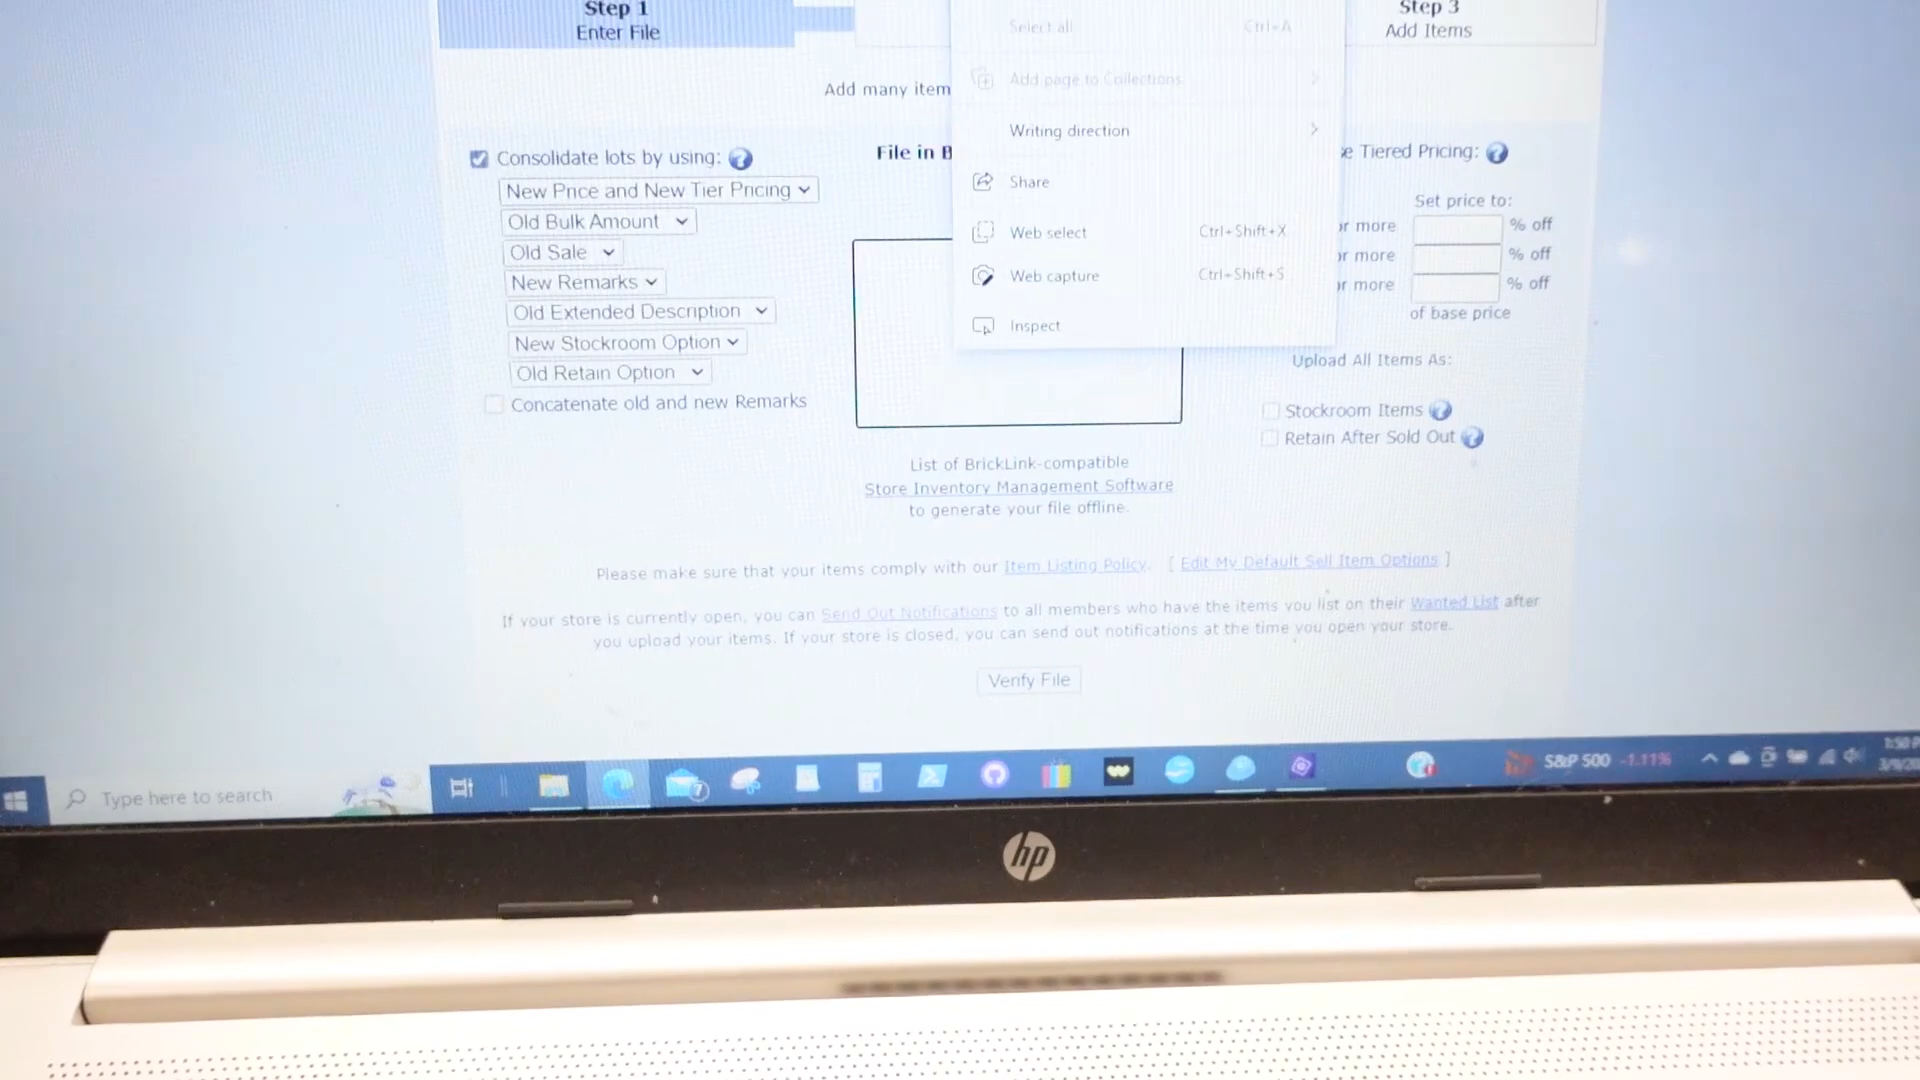 Step 1
Enter File
Select all Ctrl+A
Step 3
Add Items
Add many item
Add page to Collections
Consolidate lots by using:
File in B
Writing direction
e Tiered Pricing:
New Price and New Tier Pricing
Share
Set price to:
Old Bulk Amount
Web select Ctrl+Shift+X
or more % off
Old Sale
Web capture Ctrl+Shift+S
or more % off
New Remarks
or more % off
Old Extended Description
Inspect
of base price
New Stockroom Option
Upload All Items As:
Old Retain Option
Concatenate old and new Remarks
Stockroom Items
Retain After Sold Out
List of BrickLink-compatible
Store Inventory Management Software
to generate your file offline.
Please make sure that your items comply with our Item Listing Policy. [ Edit My Default Sell Item Options ]
If your store is currently open, you can Send Out Notifications to all members who have the items you list on their Wanted List after
you upload your items. If your store is closed, you can send out notifications at the time you open your store.
Verify File
Type here to search
7
S&P 500 -1.11%
1:50 P
hp